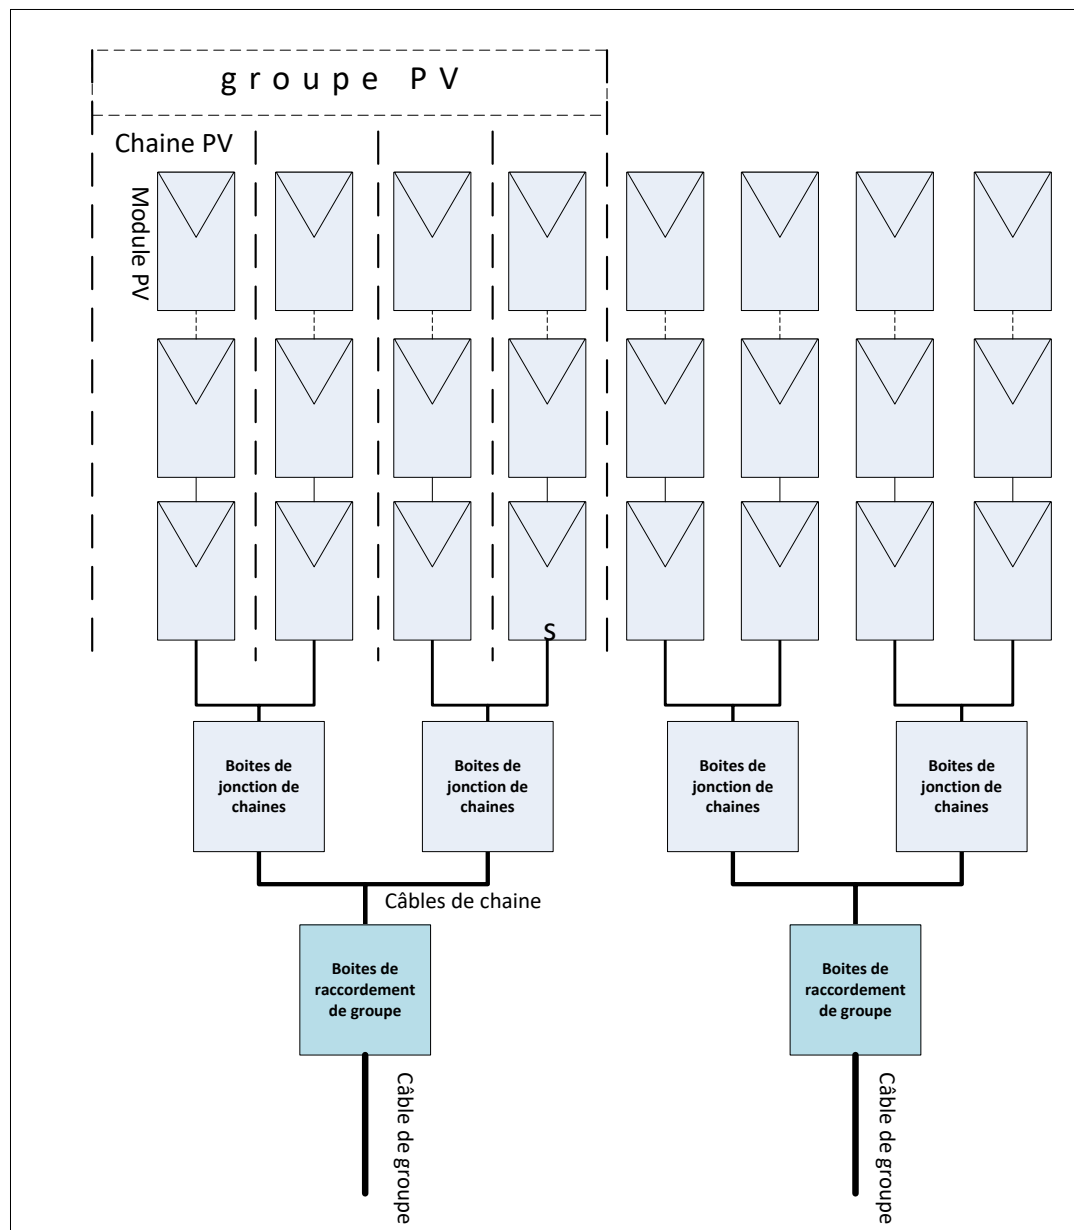 groupe PV
Chaine PV
Module PV
S
Boites de
jonction de
chaines
Boites de
jonction de
chaines
Boites de
jonction de
chaines
Boites de
jonction de
chaines
Câbles de chaine
Boites de
raccordement
de groupe
Boites de
raccordement
de groupe
Câble de groupe
Câble de groupe